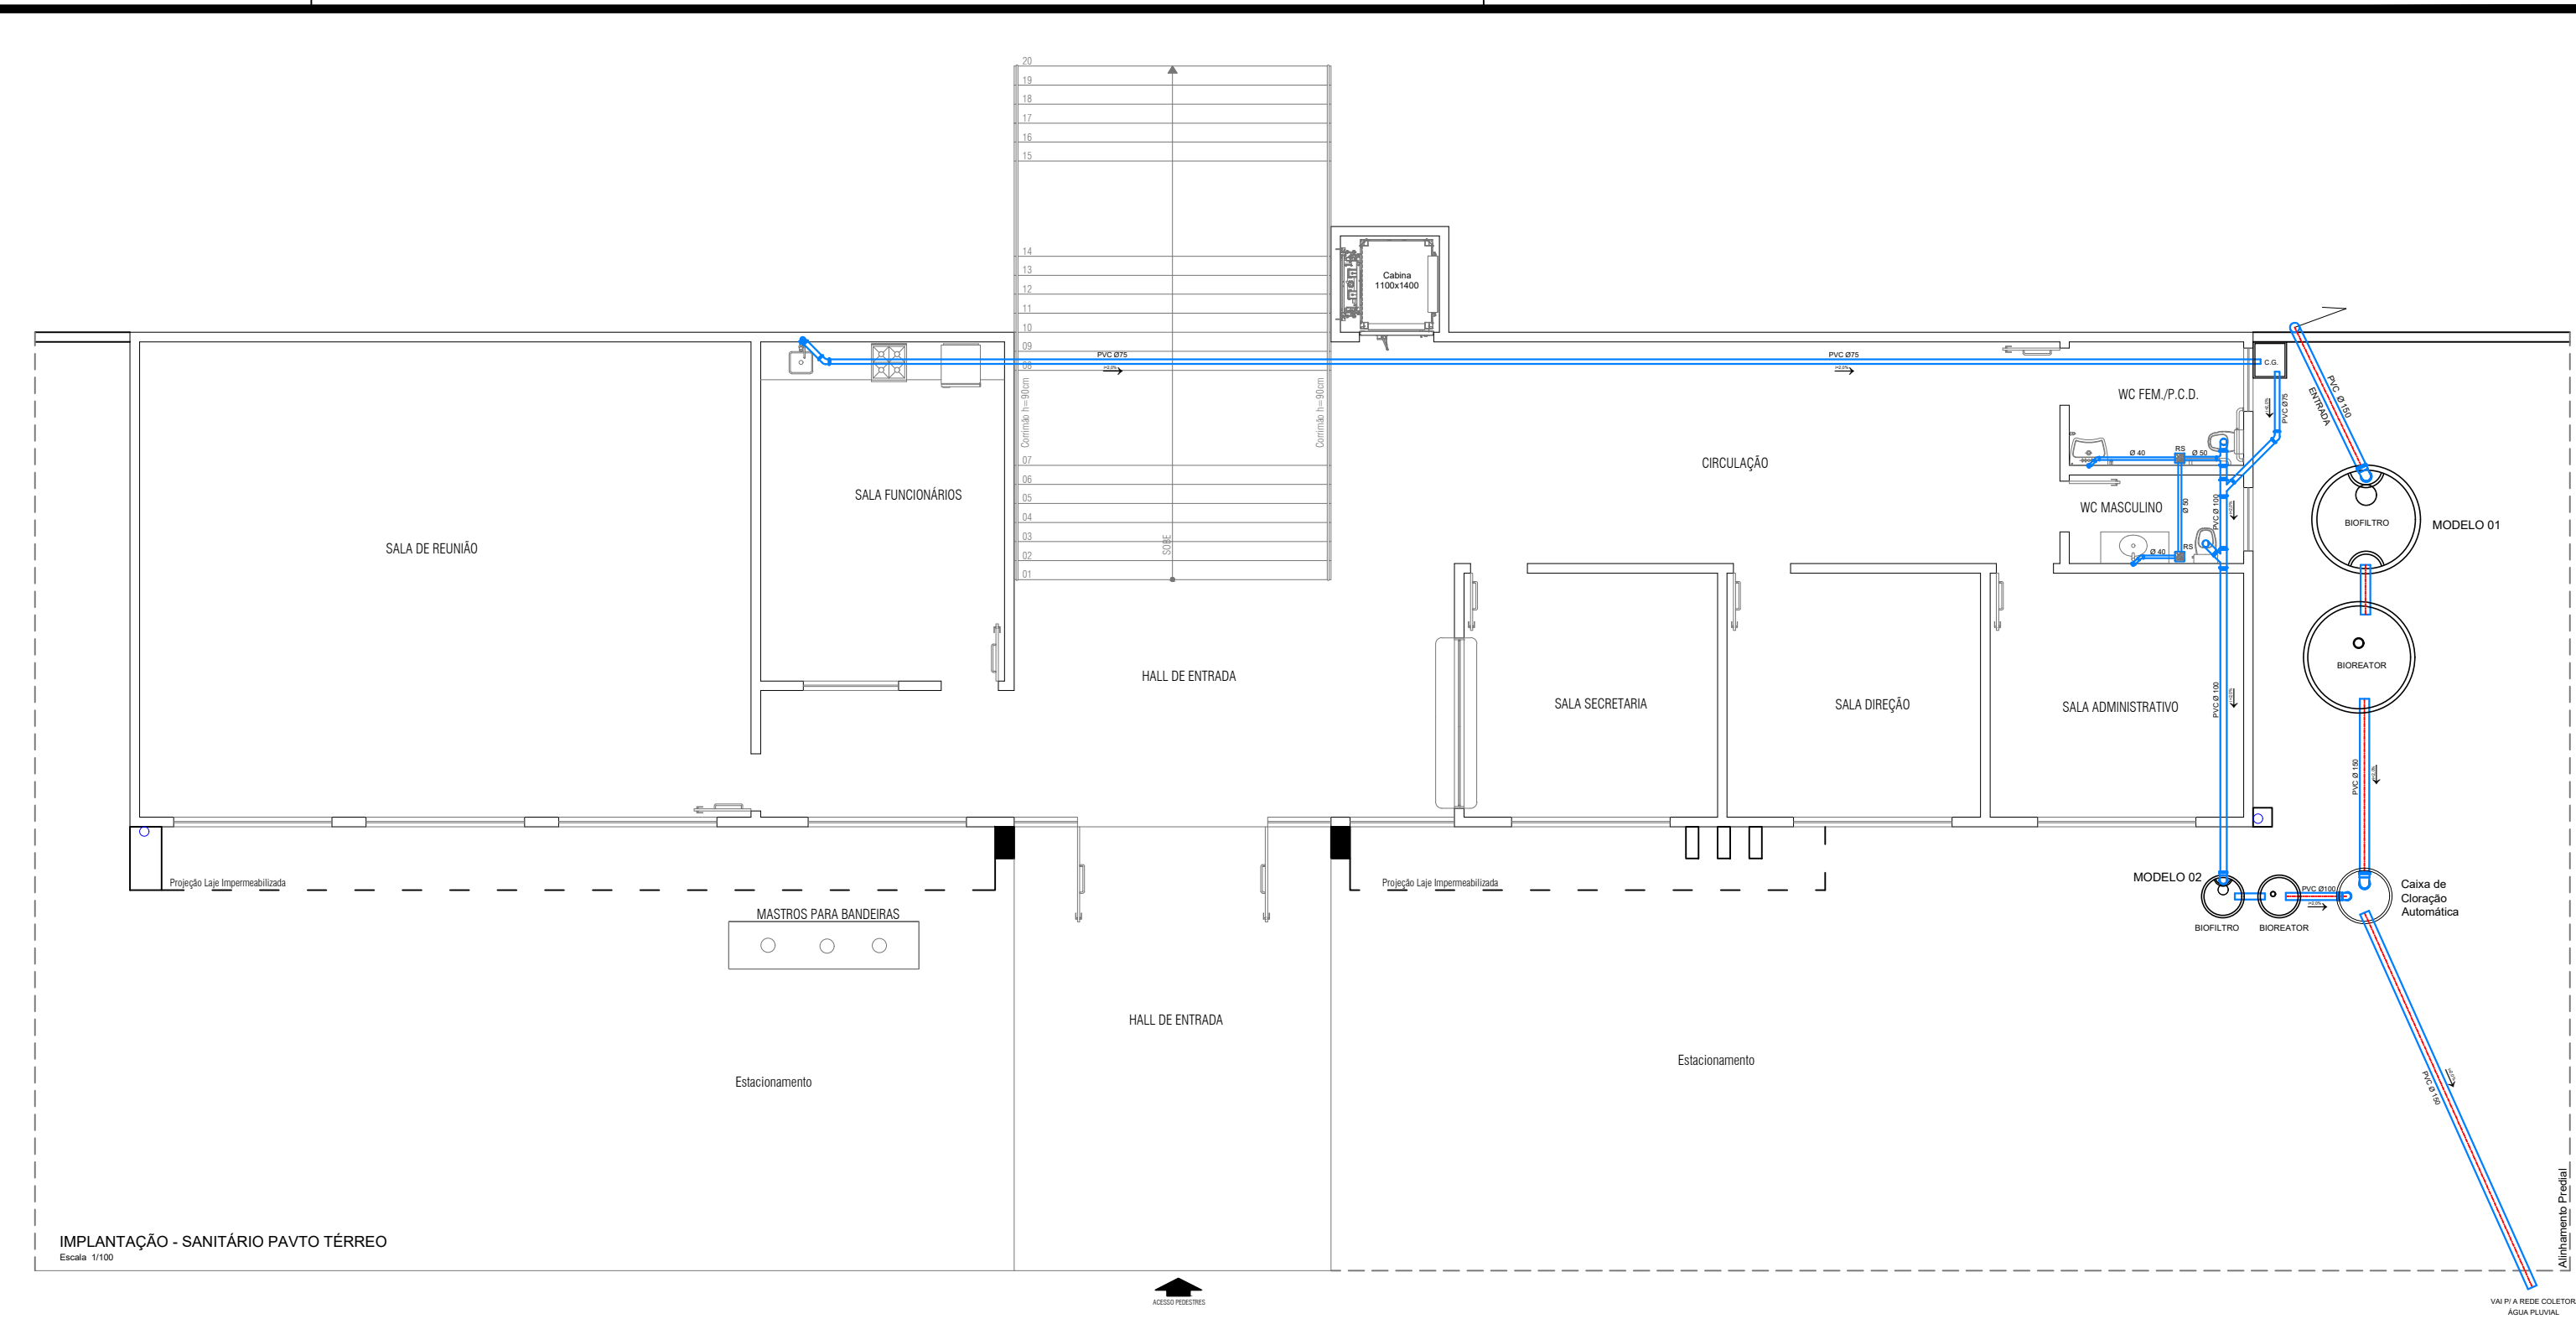 20
19
18
17
16
15
14
13
12
11
10
09
08
07
06
05
04
03
02
01
Corrimão h=90cm
Corrimão h=90cm
SOBE
Cabina
1100x1400
PVC Ø75
PVC Ø75
C.G.
PVC Ø75
PVC Ø 150
ENTRADA
WC FEM./P.C.D.
Ø 40
RS
Ø 50
CIRCULAÇÃO
SALA FUNCIONÁRIOS
WC MASCULINO
Ø 50
PVC Ø 100
Ø 40
RS
BIOFILTRO
MODELO 01
SALA DE REUNIÃO
BIOREATOR
HALL DE ENTRADA
SALA SECRETARIA
SALA DIREÇÃO
SALA ADMINISTRATIVO
PVC Ø 100
PVC Ø 150
Projeção Laje Impermeabilizada
Projeção Laje Impermeabilizada
MODELO 02
PVC Ø100
Caixa de
Cloração
Automática
BIOFILTRO
BIOREATOR
MASTROS PARA BANDEIRAS
HALL DE ENTRADA
Estacionamento
Estacionamento
PVC Ø 150
Alinhamento Predial
IMPLANTAÇÃO - SANITÁRIO PAVTO TÉRREO
Escala 1/100
ACESSO PEDESTRES
VAI P/ A REDE COLETOR
ÁGUA PLUVIAL